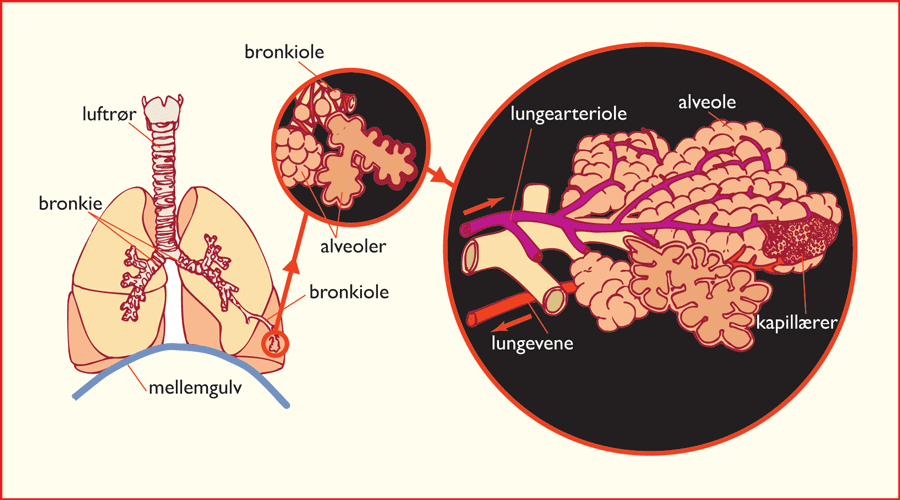 bronkiole
luftrør
bronkie
alveoler
bronkiole
mellemgulv
lungearteriole
alveole
kapillærer
lungevene